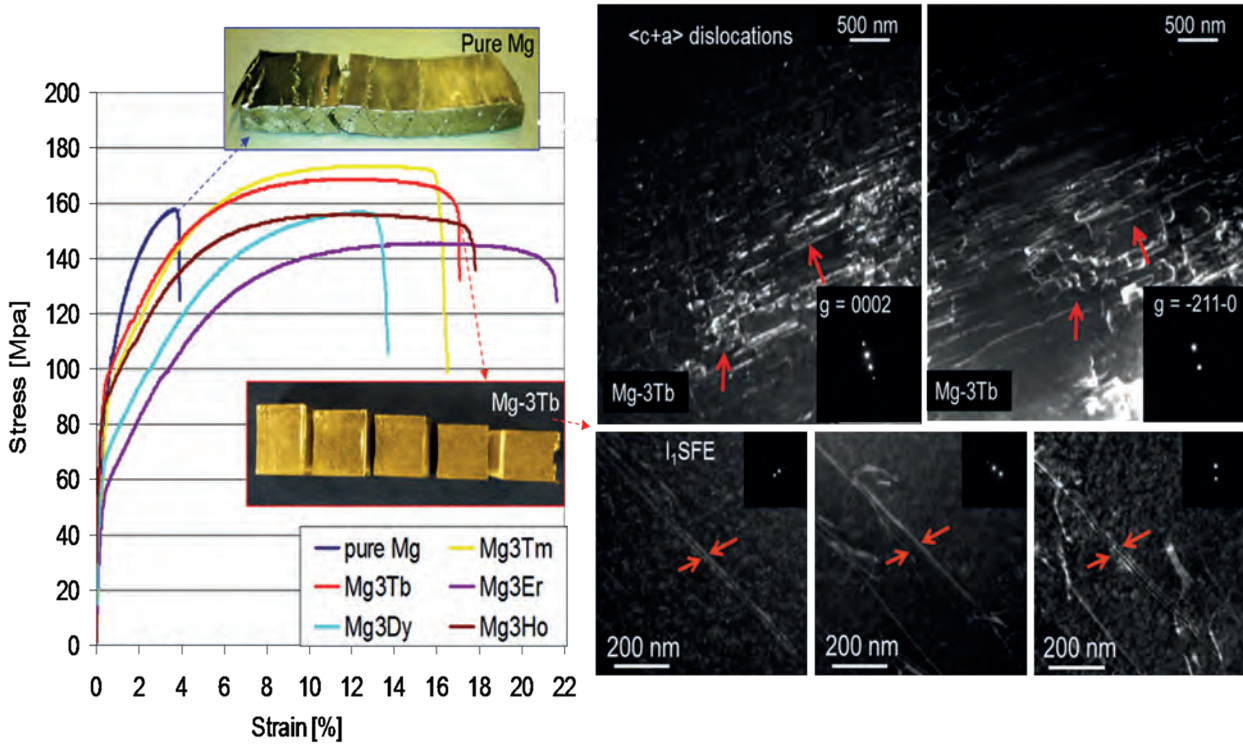 Pure Mg
Stress [Mpa]
200
180
160
140
120
100
80
60
40
20
0
Mg-3Tb
pure Mg
Mg3Tm
Mg3Tb
Mg3Er
Mg3Dy
Mg3Ho
0 2 4 6 8 10 12 14 16 18 20 22
Strain [%]
<c+a> dislocations
500 nm
g = 0002
Mg-3Tb
500 nm
g = -211-0
Mg-3Tb
I₁SFE
200 nm
200 nm
200 nm